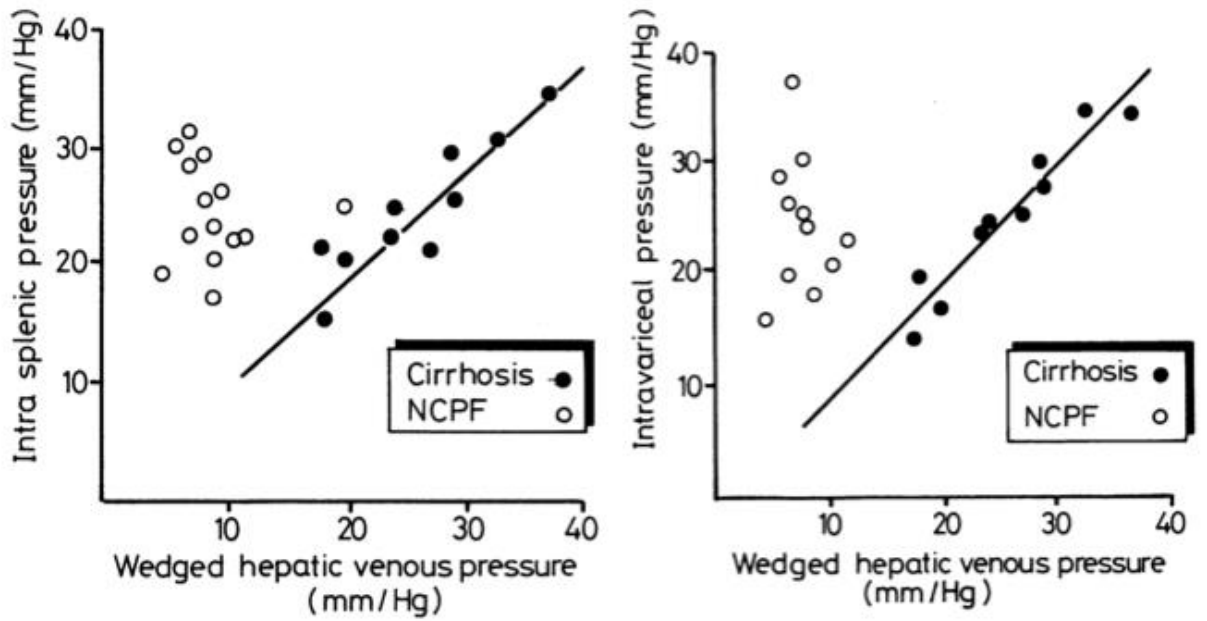 Intra splenic pressure (mm/Hg)
40
30
20
10
Cirrhosis
NCPF
10 20 30 40
Wedged hepatic venous pressure
(mm/Hg)
Intravariceal pressure (mm/Hg)
40
30
20
10
Cirrhosis
NCPF
10 20 30 40
Wedged hepatic venous pressure
(mm/Hg)